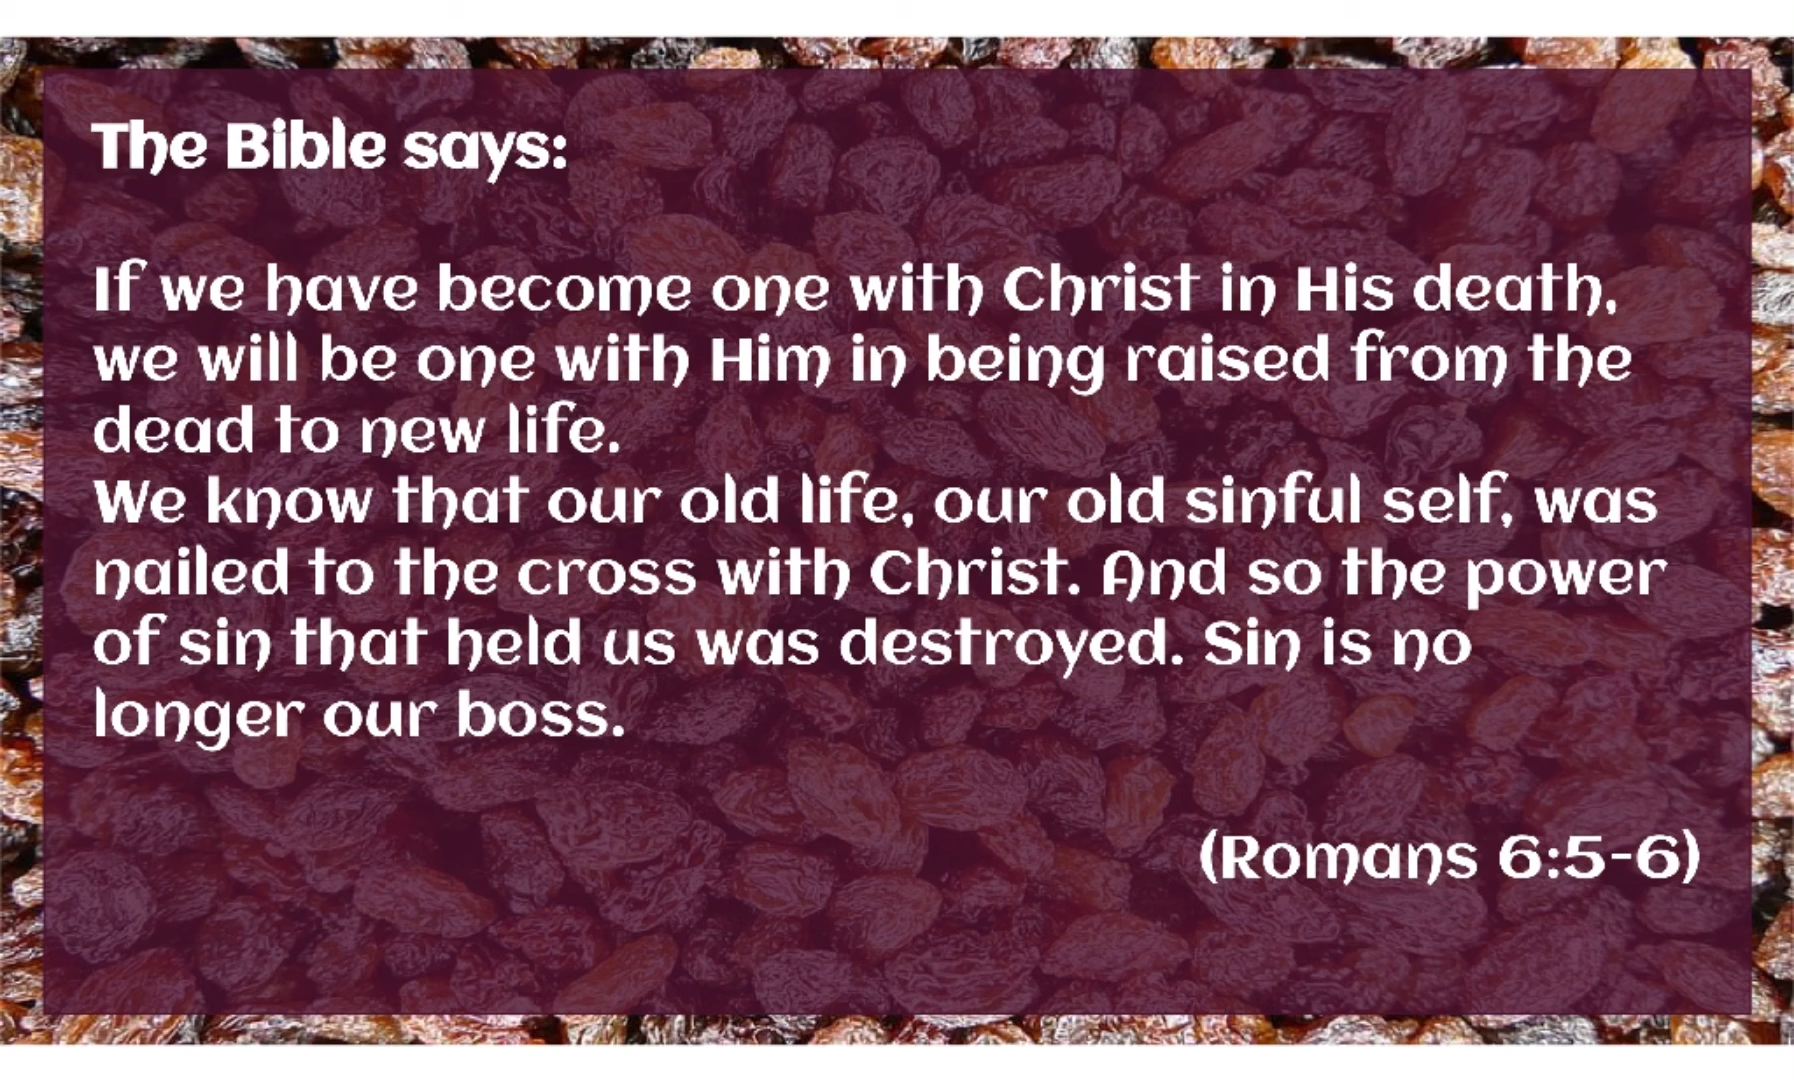 The Bible says:
If we have become one with Christ in His death,
we will be one with Him in being raised from the
dead to new life.
We know that our old life, our old sinful self, was
nailed to the cross with Christ. And so the power
of sin that held us was destroyed. Sin is no
longer our boss.
(Romans 6:5-6)